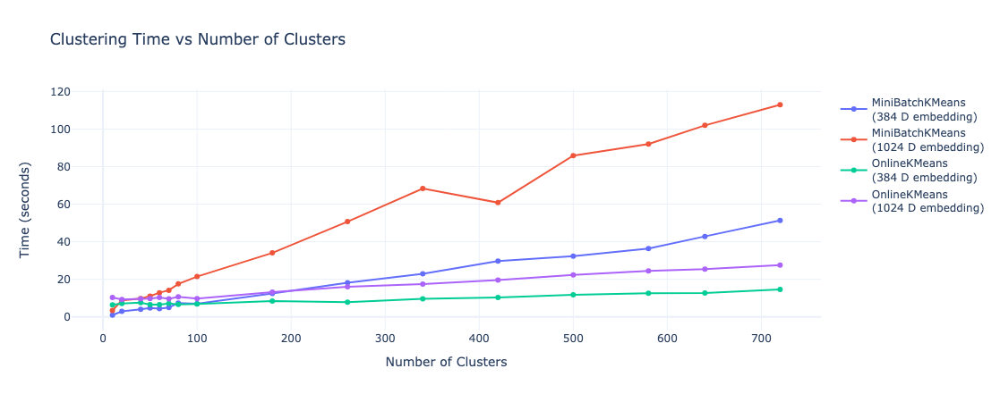 Clustering Time vs Number of Clusters
120
100
80
60
40
20
0
Time (seconds)
0
100
200
300
400
500
600
700
Number of Clusters
MiniBatchKMeans
(384 D embedding)
MiniBatchKMeans
(1024 D embedding)
OnlineKMeans
(384 D embedding)
OnlineKMeans
(1024 D embedding)